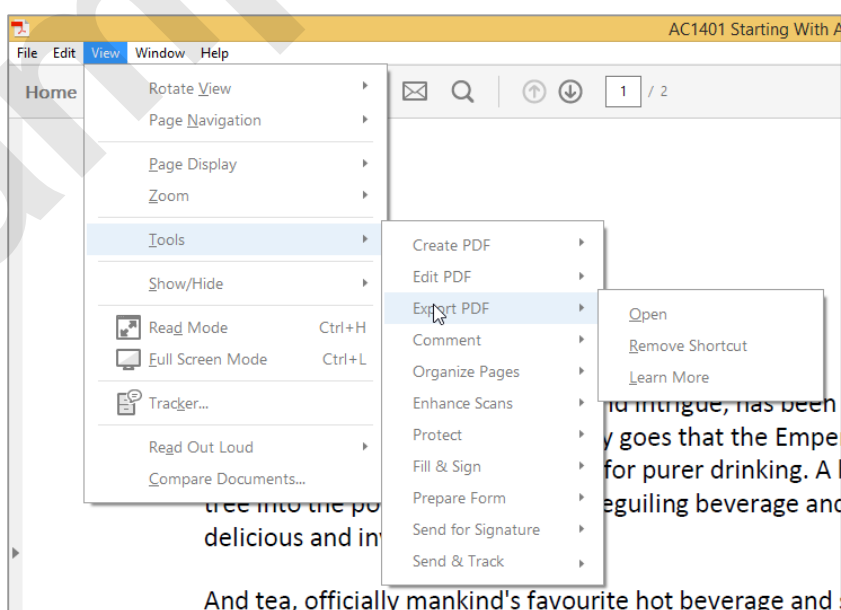 AC1401 Starting With A
File Edit View Window Help
Home 1 / 2
Rotate View
Page Navigation
Page Display
Zoom
Tools
Show/Hide
Read Mode Ctrl+H
Full Screen Mode Ctrl+L
Tracker...
Read Out Loud
Compare Documents...
Create PDF
Edit PDF
Export PDF
Comment
Organize Pages
Enhance Scans
Protect
Fill & Sign
Prepare Form
Send for Signature
Send & Track
Open
Remove Shortcut
Learn More
nd intrigue, has been
y goes that the Empe
for purer drinking. A
tree into the po eguiling beverage and
delicious and in
And tea, officially mankind's favourite hot beverage and